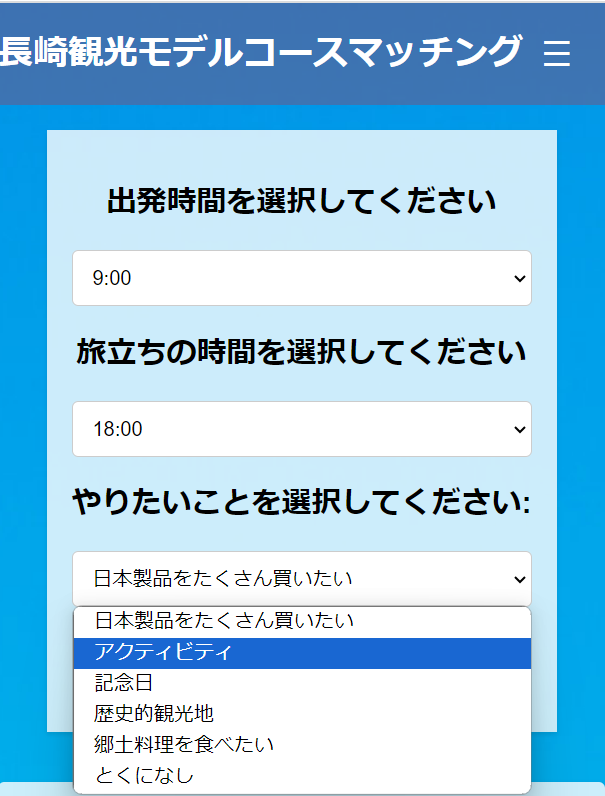 長崎観光モデルコースマッチング
出発時間を選択してください
9:00
旅立ちの時間を選択してください
18:00
やりたいことを選択してください:
日本製品をたくさん買いたい
日本製品をたくさん買いたい
アクティビティ
記念日
歴史的観光地
郷土料理を食べたい
とくになし